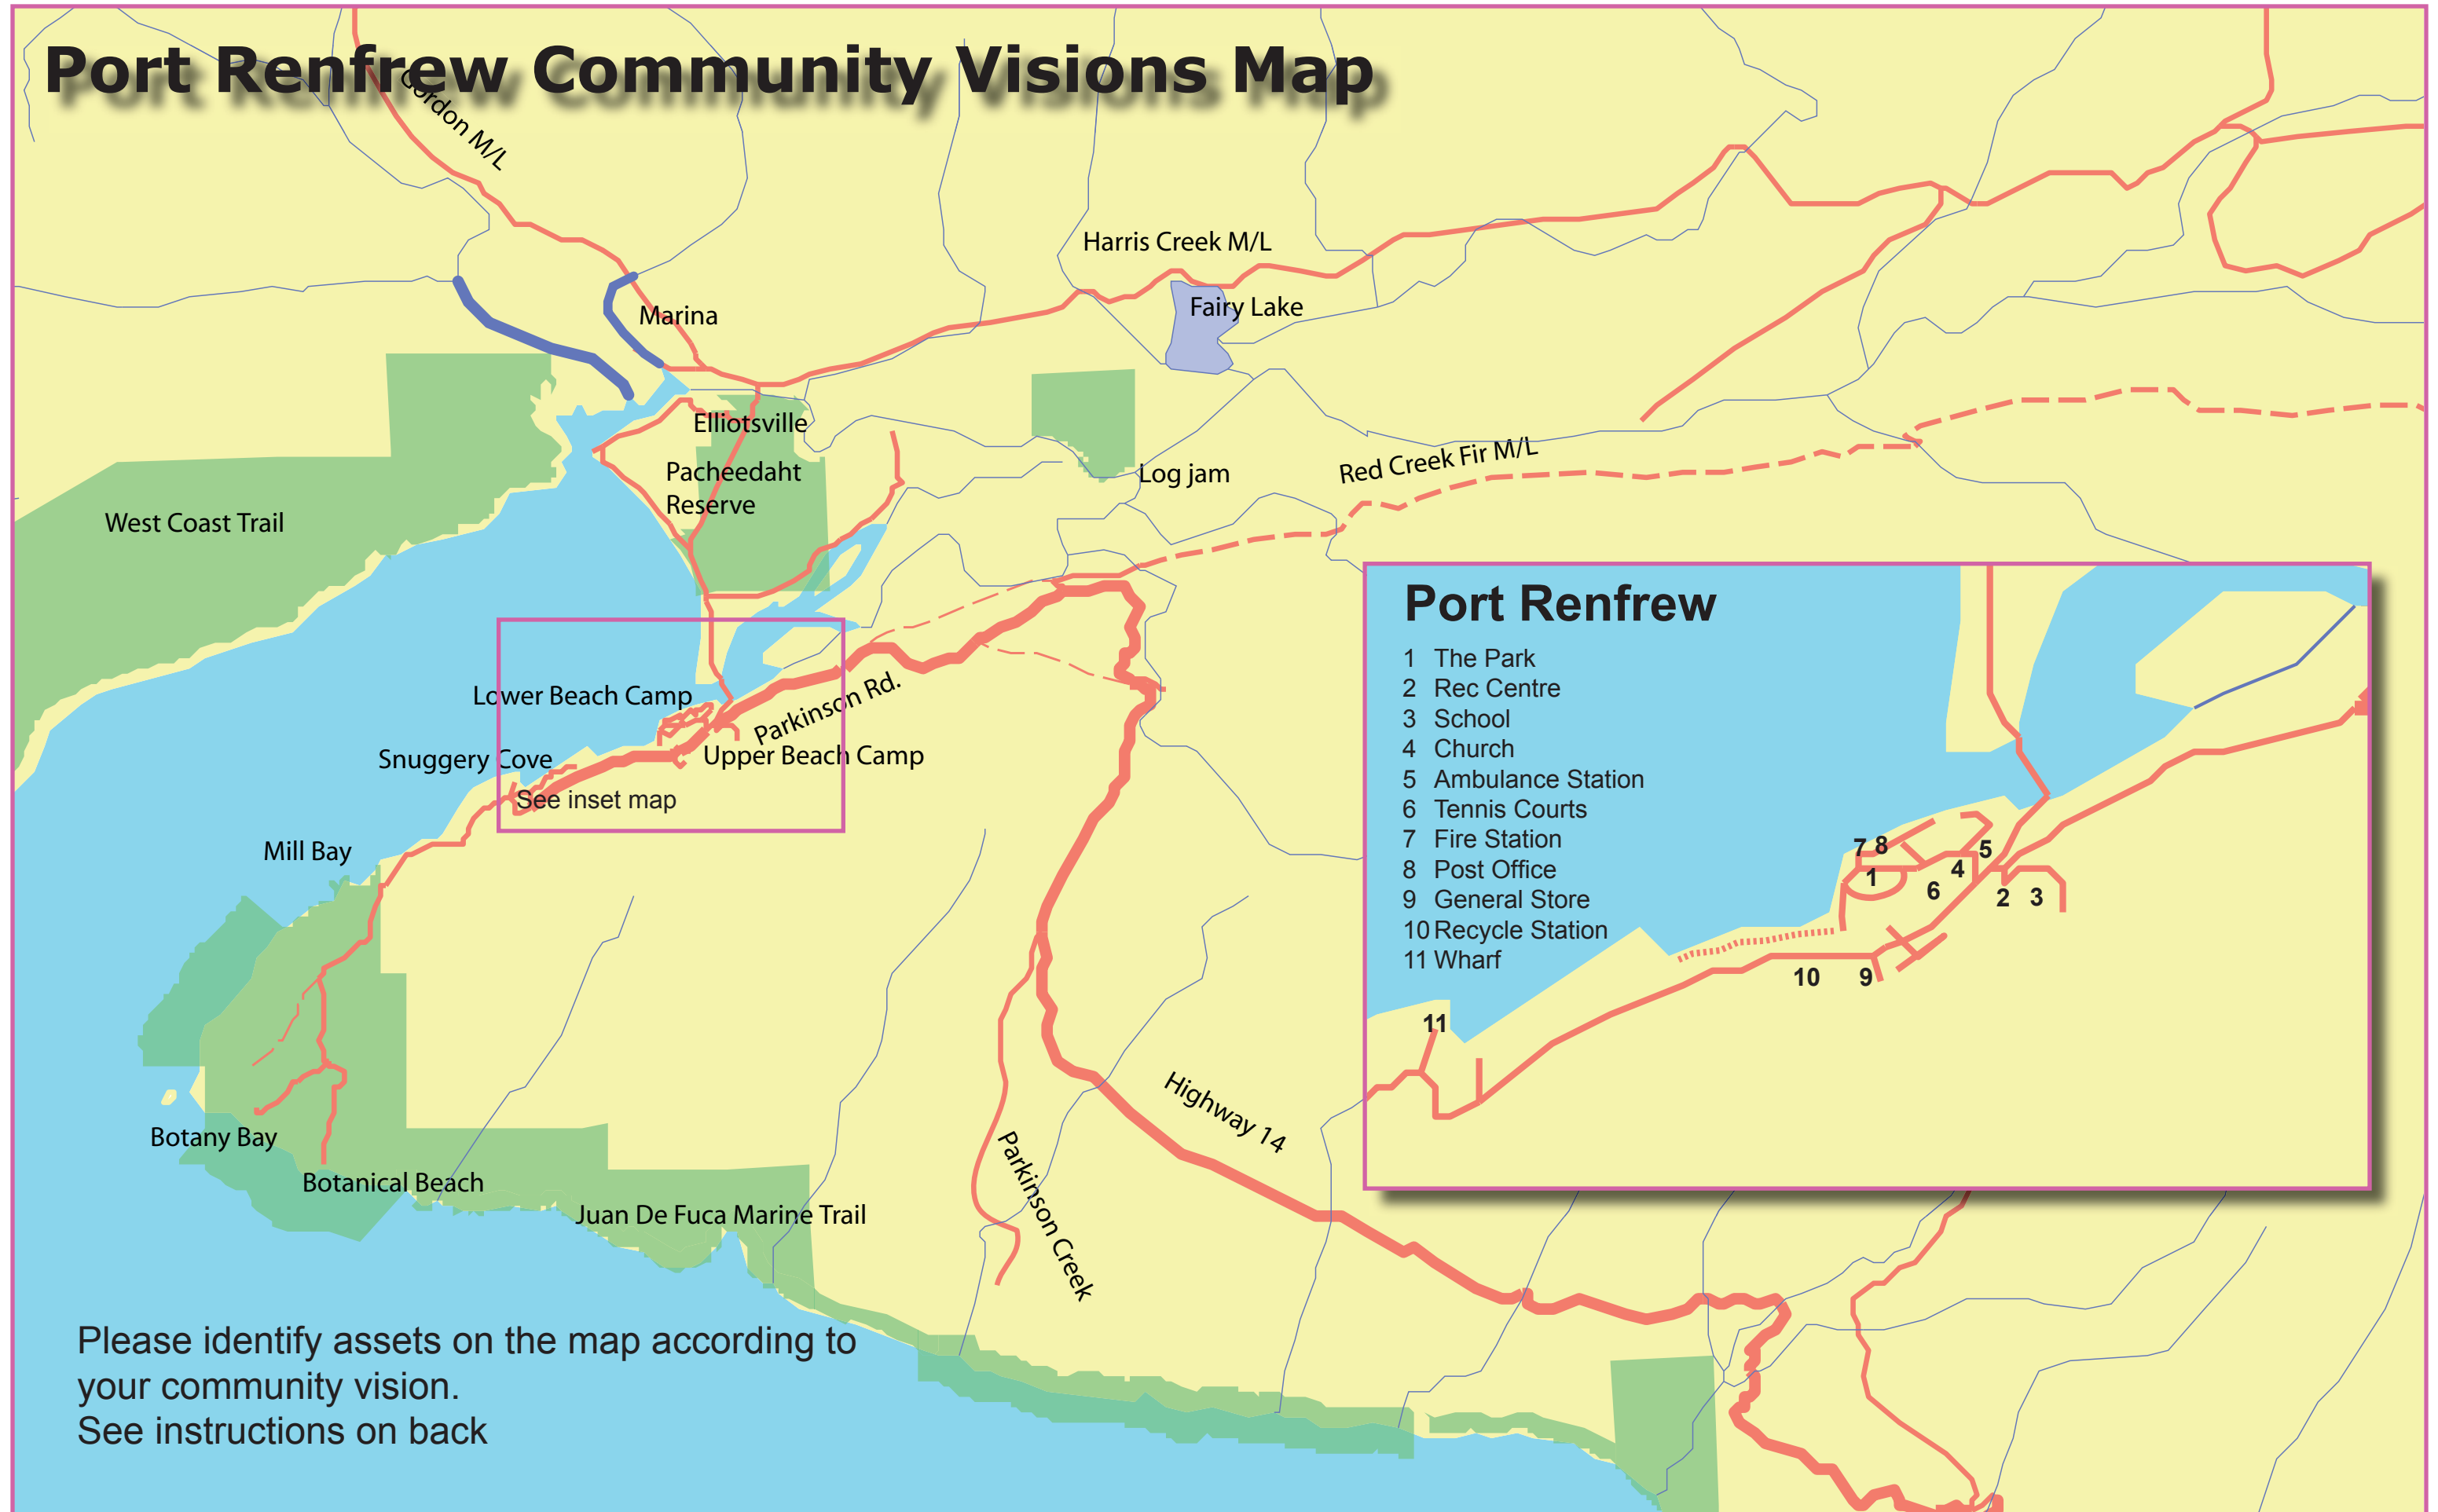 Port Renfrew Community Visions Map
Gordon M/L
Harris Creek M/L
Marina
Fairy Lake
Elliotsville
Pacheedaht
Reserve
Log jam
Red Creek Fir M/L
West Coast Trail
Lower Beach Camp
Parkinson Rd.
Snuggery Cove
Upper Beach Camp
See inset map
Mill Bay
Botany Bay
Botanical Beach
Juan De Fuca Marine Trail
Parkinson Creek
Highway 14
Port Renfrew
1 The Park
2 Rec Centre
3 School
4 Church
5 Ambulance Station
6 Tennis Courts
7 Fire Station
8 Post Office
9 General Store
10 Recycle Station
11 Wharf
7 8
5
4
1
6
2 3
10 9
11
Please identify assets on the map according to
your community vision.
See instructions on back